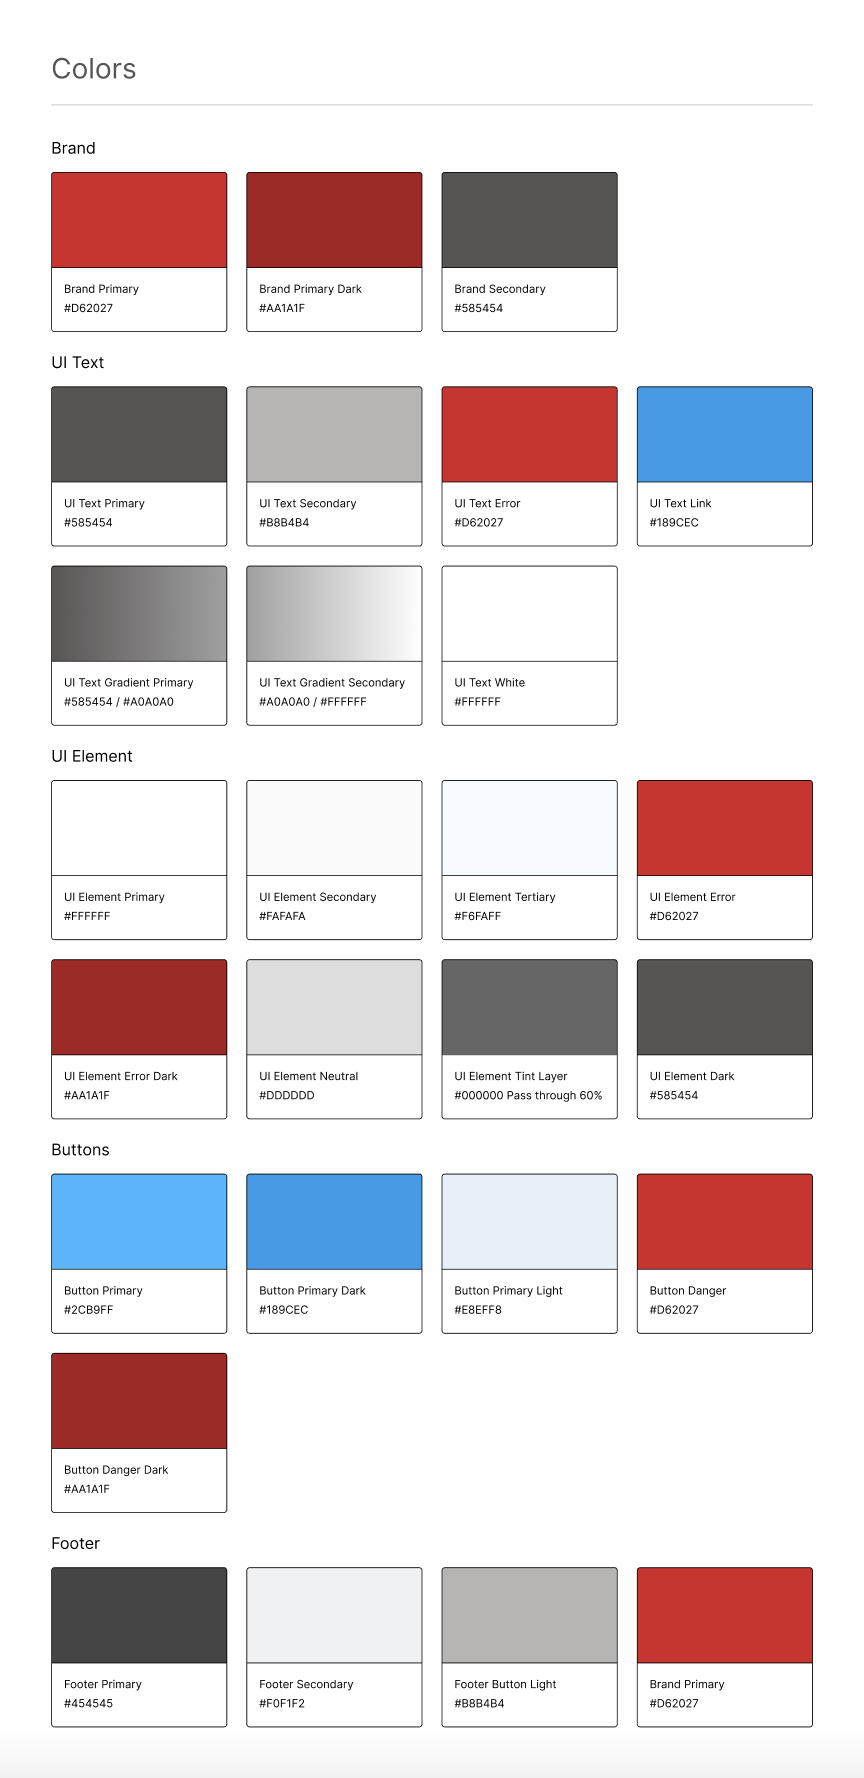 Colors
Brand
Brand Primary
#D62027
Brand Primary Dark
#AA1A1F
Brand Secondary
#585454
UI Text
UI Text Primary
#585454
UI Text Secondary
#B8B4B4
UI Text Error
#D62027
UI Text Link
#189CEC
UI Text Gradient Primary
#585454 / #A0A0A0
UI Text Gradient Secondary
#A0A0A0 / #FFFFFF
UI Text White
#FFFFFF
UI Element
UI Element Primary
#FFFFFF
UI Element Secondary
#FAFAFA
UI Element Tertiary
#F6FAFF
UI Element Error
#D62027
UI Element Error Dark
#AA1A1F
UI Element Neutral
#DDDDDD
UI Element Tint Layer
#000000 Pass through 60%
UI Element Dark
#585454
Buttons
Button Primary
#2CB9FF
Button Primary Dark
#189CEC
Button Primary Light
#E8EFF8
Button Danger
#D62027
Button Danger Dark
#AA1A1F
Footer
Footer Primary
#454545
Footer Secondary
#F0F1F2
Footer Button Light
#B8B4B4
Brand Primary
#D62027